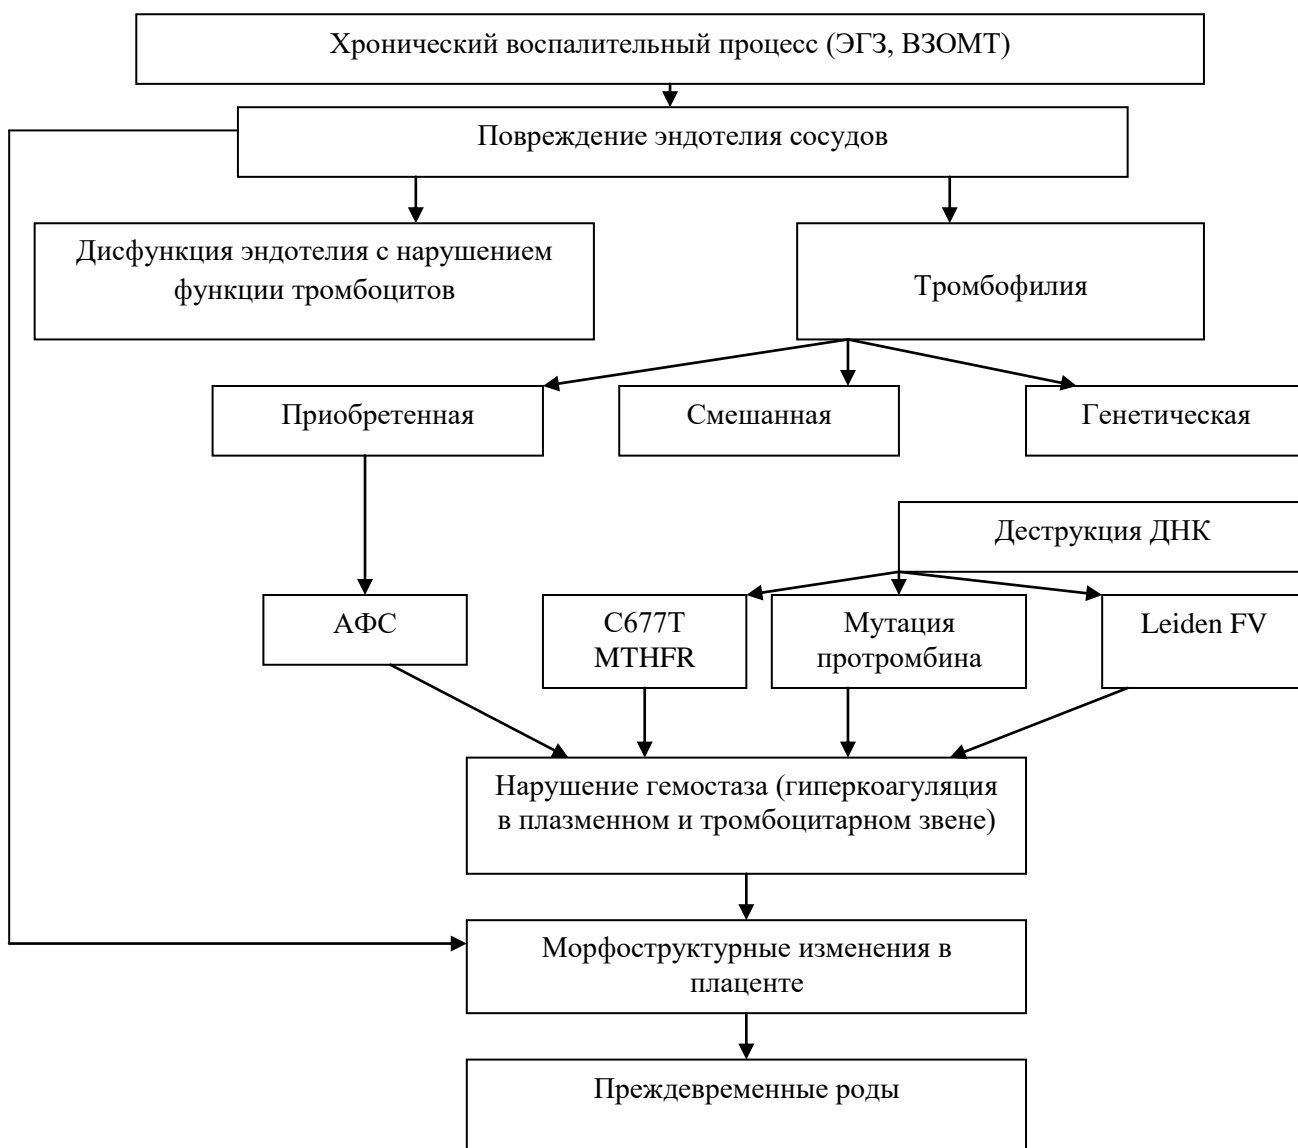 Хронический воспалительный процесс (ЭГЗ, ВЗОМТ)
Повреждение эндотелия сосудов
Дисфункция эндотелия с нарушением
функции тромбоцитов
Тромбофилия
Приобретенная
Смешанная
Генетическая
Деструкция ДНК
АФС
C677T
MTHFR
Мутация
протромбина
Leiden FV
Нарушение гемостаза (гиперкоагуляция
в плазменном и тромбоцитарном звене)
Морфоструктурные изменения в
плаценте
Преждевременные роды